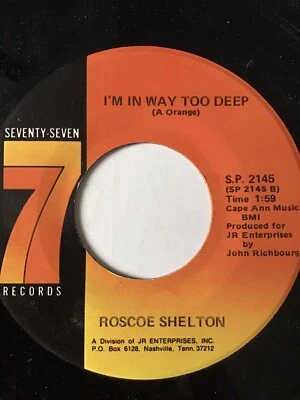 I'M IN WAY TOO DEEP
(A Orange)
SEVENTY-SEVEN
7
RECORDS
S.P. 2145
(SP 2145 B)
Time 1:59
Cape Ann Music
BMI
Produced for
JR Enterprises
by
John Richbourg
ROSCOE SHELTON
A Division of JR ENTERPRISES, INC.
P.O. Box 6128, Nashville, Tenn. 37212